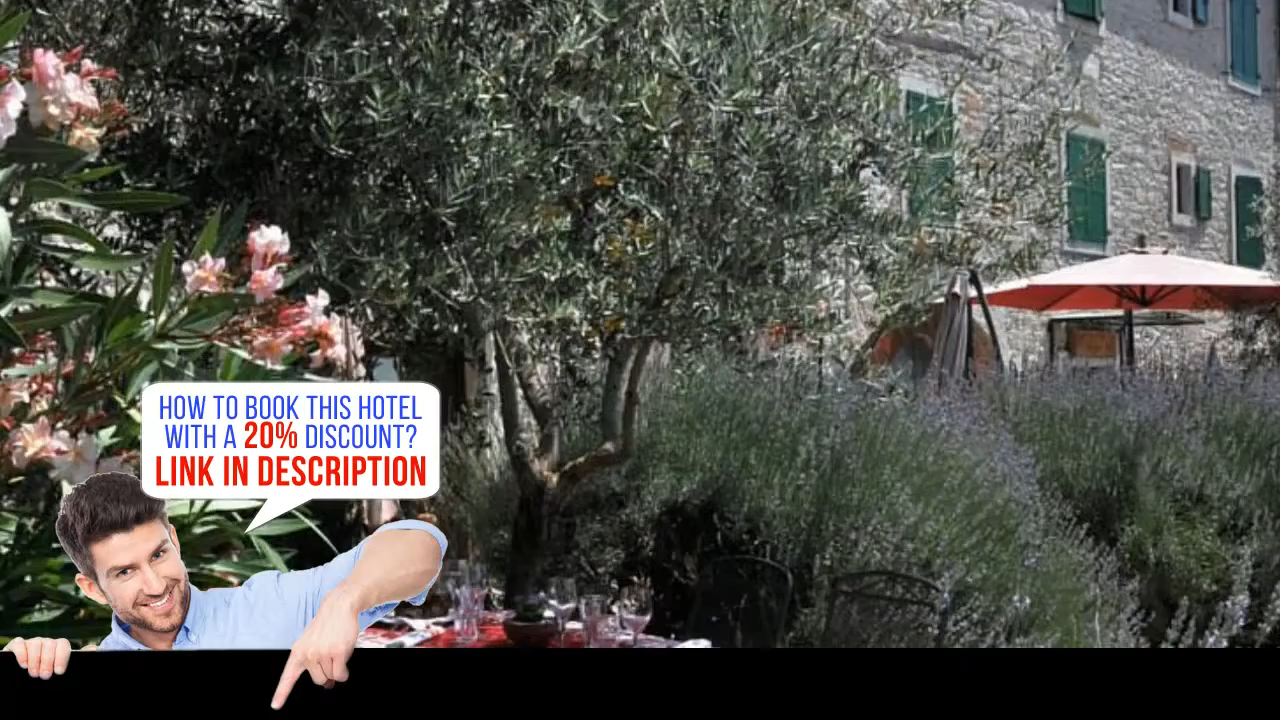 HOW TO BOOK THIS HOTEL
WITH A 20% DISCOUNT?
LINK IN DESCRIPTION